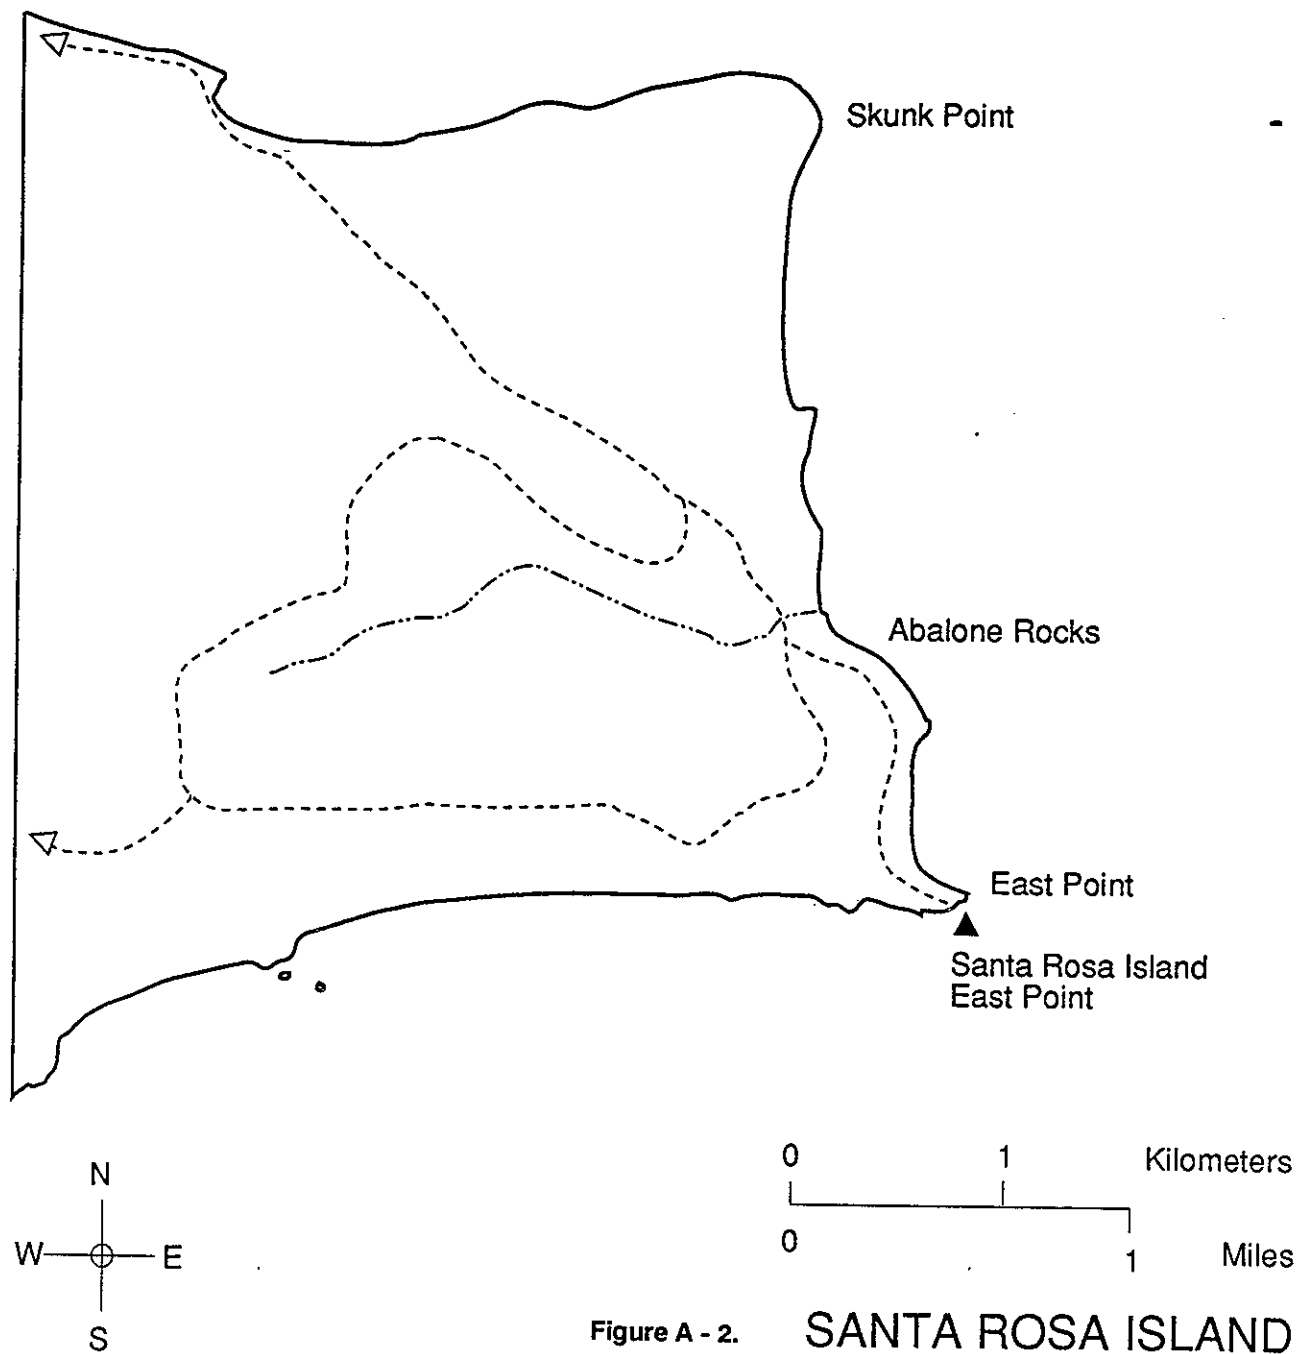 Skunk Point
Abalone Rocks
East Point
Santa Rosa Island
East Point
0 1 Kilometers
0 1 Miles
N
W E
S
Figure A - 2. SANTA ROSA ISLAND